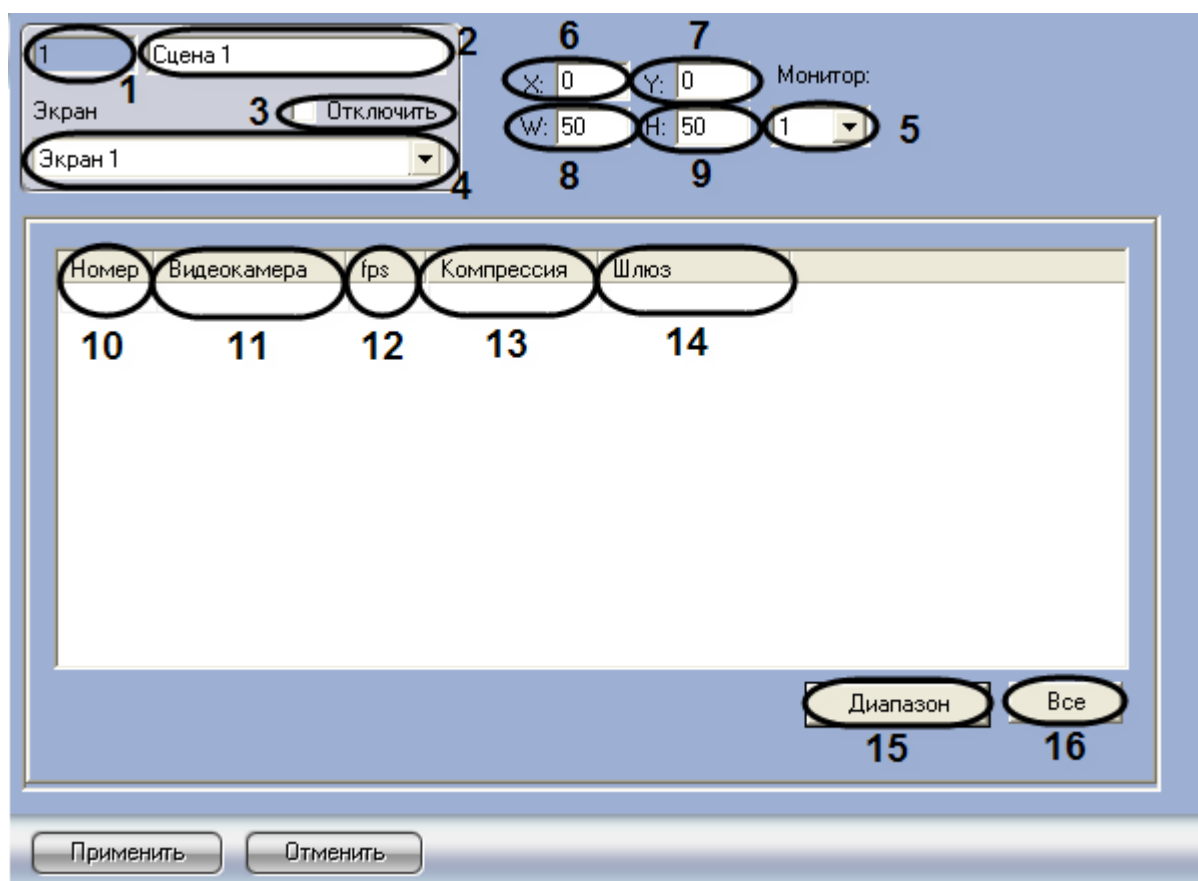 1 Сцена 1 2 6 7
X: 0 Y: 0 Монитор:
1
Экран 3 Отключить W: 50 H: 50 1 5
Экран 1
4 8 9
Номер Видеокамера fps Компрессия Шлюз
10 11 12 13 14
Диапазон Все
15 16
Применить Отменить